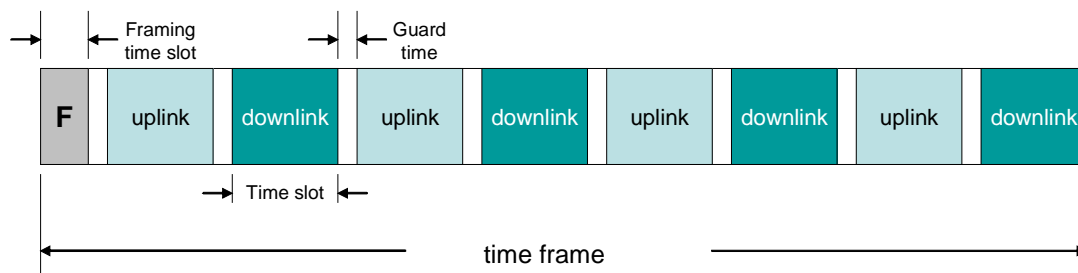 Framing
time slot
Guard
time
F
uplink
downlink
uplink
downlink
uplink
downlink
uplink
downlink
Time slot
time frame